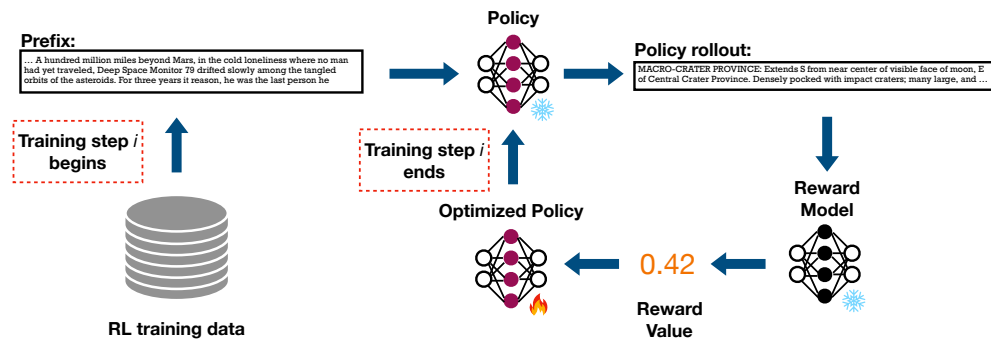 Prefix:
... A hundred million miles beyond Mars, in the cold loneliness where no man
had yet traveled, Deep Space Monitor 79 drifted slowly among the tangled
orbits of the asteroids. For three years it reason, he was the last person he
Policy
Policy rollout:
MACRO-CRATER PROVINCE: Extends S from near center of visible face of moon, E
of Central Crater Province. Densely pocked with impact craters; many large, and ...
Training step i
begins
Training step i
ends
Reward
Model
Optimized Policy
0.42
Reward
Value
RL training data